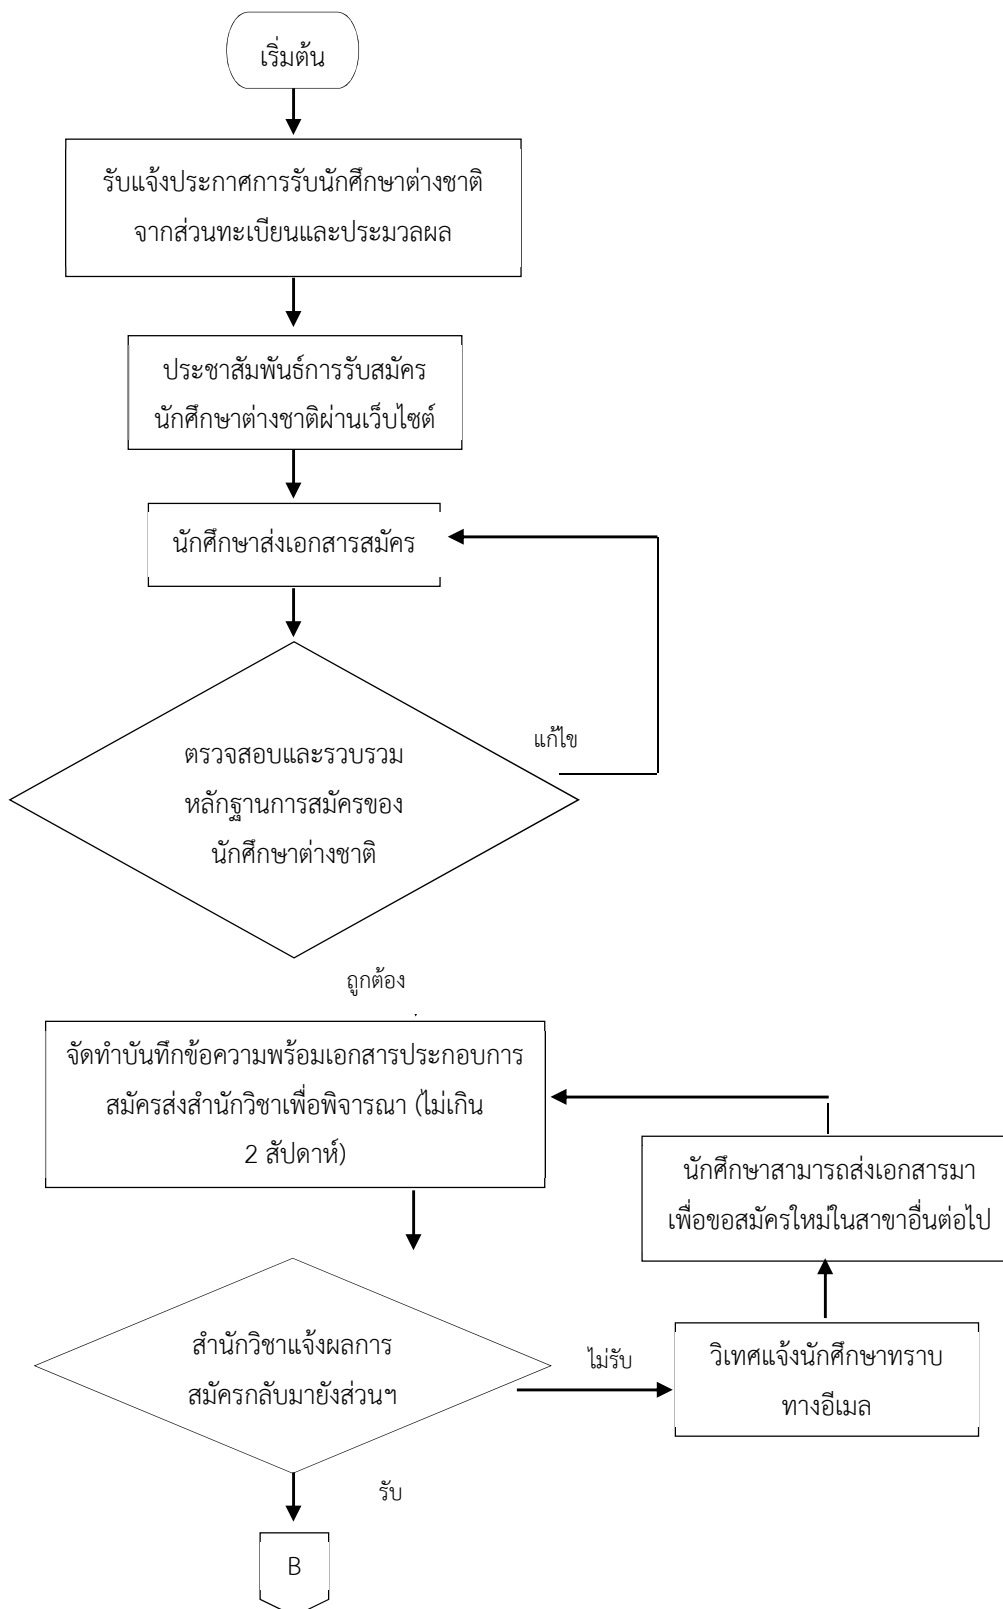 เริ่มต้น
รับแจ้งประกาศการรับนักศึกษาต่างชาติ
จากส่วนทะเบียนและประมวลผล
ประชาสัมพันธ์การรับสมัคร
นักศึกษาต่างชาติผ่านเว็บไซต์
นักศึกษาส่งเอกสารสมัคร
แก้ไข
ตรวจสอบและรวบรวม
หลักฐานการสมัครของ
นักศึกษาต่างชาติ
ถูกต้อง
จัดทำบันทึกข้อความพร้อมเอกสารประกอบการ
สมัครส่งสำนักวิชาเพื่อพิจารณา (ไม่เกิน
2 สัปดาห์)
นักศึกษาสามารถส่งเอกสารมา
เพื่อขอสมัครใหม่ในสาขาอื่นต่อไป
สำนักวิชาแจ้งผลการ
สมัครกลับมายังส่วนฯ
ไม่รับ
วิเทศแจ้งนักศึกษาทราบ
ทางอีเมล
รับ
B